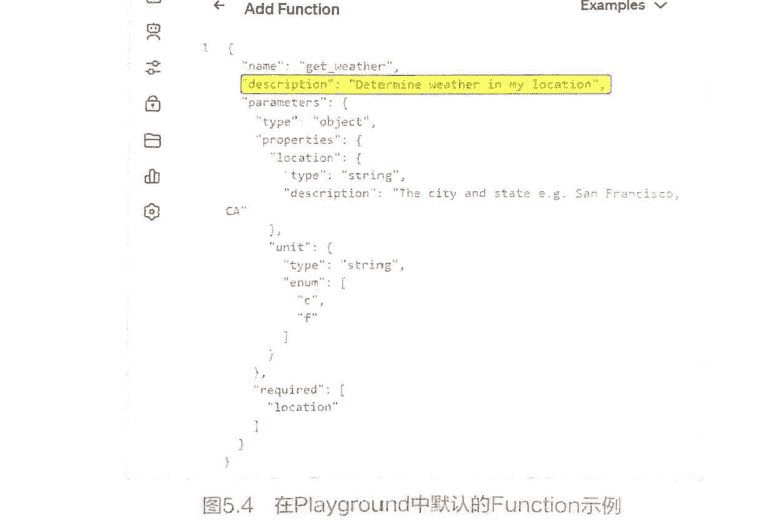 ← Add Function
Examples
1 {
"name": "get_weather",
"description": "Determine weather in my location",
"parameters": {
"type": "object",
"properties": {
"location": {
"type": "string",
"description": "The city and state e.g. San Francisco,
CA"
},
"unit": {
"type": "string",
"enum": [
"c",
"f"
]
}
},
"required": [
"location"
]
}
}
图5.4 在Playground中默认的Function示例